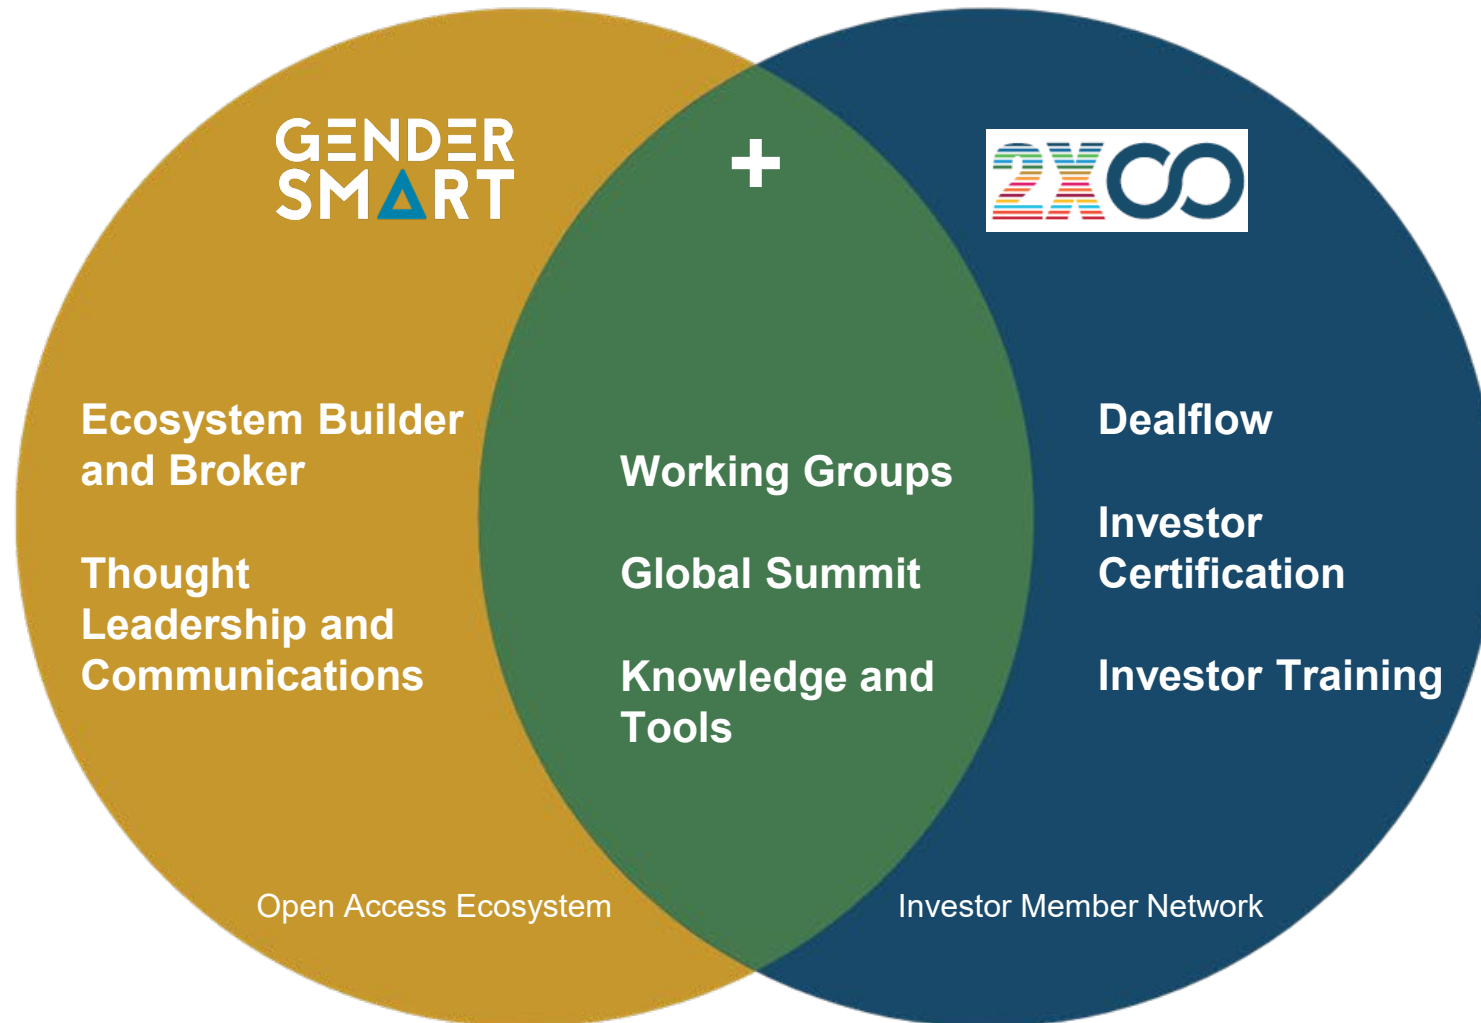 GENDER
SMART
+
2XCO
Ecosystem Builder
and Broker
Thought
Leadership and
Communications
Working Groups
Global Summit
Knowledge and
Tools
Dealflow
Investor
Certification
Investor Training
Open Access Ecosystem
Investor Member Network